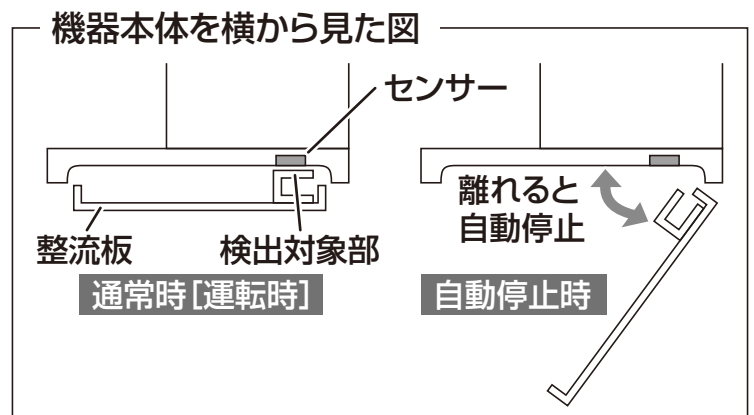 機器本体を横から見た図
センサー
整流板
検出対象部
通常時[運転時]
離れると
自動停止
自動停止時